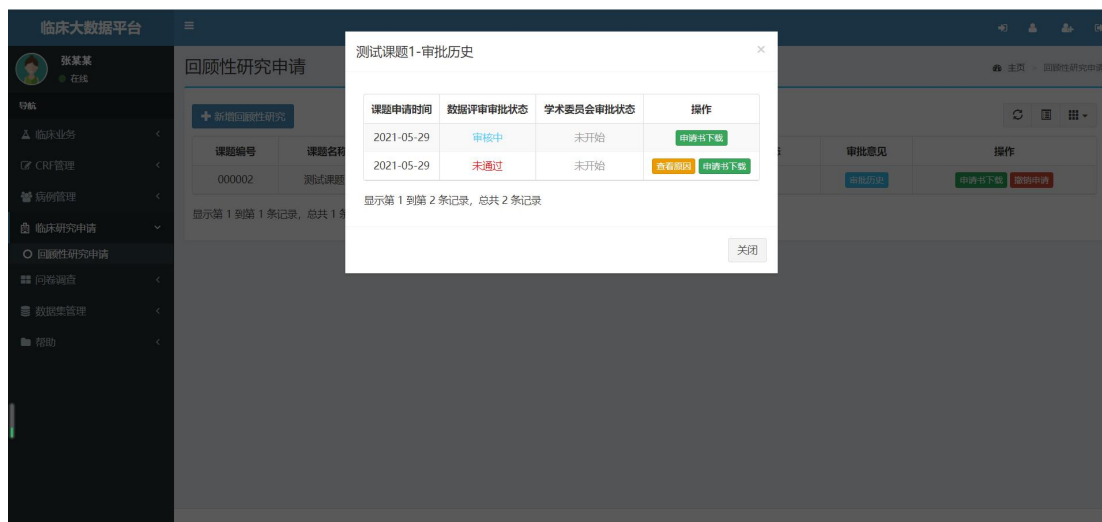 临床大数据平台
张某某
在线
导航
临床业务
CRF管理
病例管理
临床研究申请
回顾性研究申请
问卷调查
数据集管理
帮助
回顾性研究申请
主页 > 回顾性研究申请
新增回顾性研究
课题编号 课题名称 审批意见 操作
000002 测试课题 审批历史 申请书下载 撤销申请
显示第 1 到第 1 条记录，总共 1 条
测试课题1-审批历史 ×
课题申请时间 数据评审审批状态 学术委员会审批状态 操作
2021-05-29 审核中 未开始 申请书下载
2021-05-29 未通过 未开始 查看原因 申请书下载
显示第 1 到第 2 条记录，总共 2 条记录
关闭